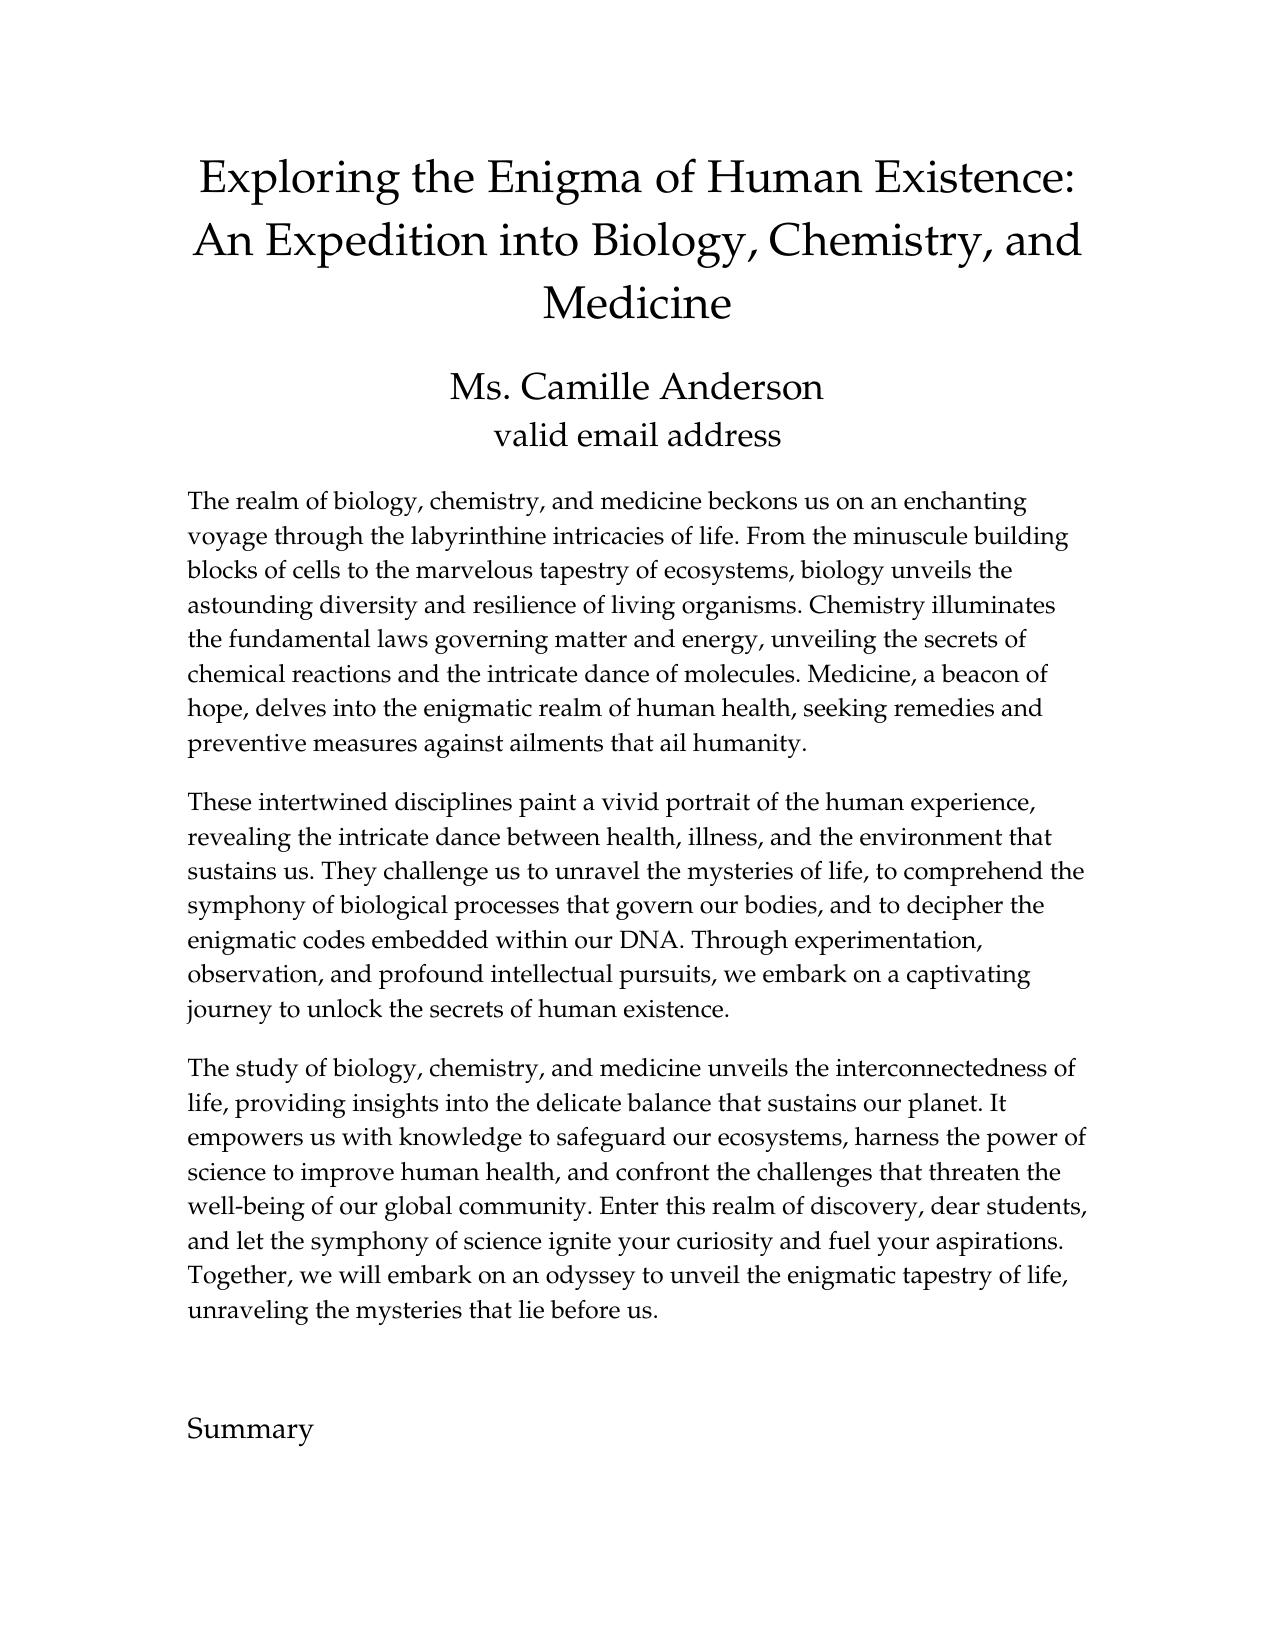 Exploring the Enigma of Human Existence:
An Expedition into Biology, Chemistry, and
Medicine
Ms. Camille Anderson
valid email address
The realm of biology, chemistry, and medicine beckons us on an enchanting
voyage through the labyrinthine intricacies of life. From the minuscule building
blocks of cells to the marvelous tapestry of ecosystems, biology unveils the
astounding diversity and resilience of living organisms. Chemistry illuminates
the fundamental laws governing matter and energy, unveiling the secrets of
chemical reactions and the intricate dance of molecules. Medicine, a beacon of
hope, delves into the enigmatic realm of human health, seeking remedies and
preventive measures against ailments that ail humanity.
These intertwined disciplines paint a vivid portrait of the human experience,
revealing the intricate dance between health, illness, and the environment that
sustains us. They challenge us to unravel the mysteries of life, to comprehend the
symphony of biological processes that govern our bodies, and to decipher the
enigmatic codes embedded within our DNA. Through experimentation,
observation, and profound intellectual pursuits, we embark on a captivating
journey to unlock the secrets of human existence.
The study of biology, chemistry, and medicine unveils the interconnectedness of
life, providing insights into the delicate balance that sustains our planet. It
empowers us with knowledge to safeguard our ecosystems, harness the power of
science to improve human health, and confront the challenges that threaten the
well-being of our global community. Enter this realm of discovery, dear students,
and let the symphony of science ignite your curiosity and fuel your aspirations.
Together, we will embark on an odyssey to unveil the enigmatic tapestry of life,
unraveling the mysteries that lie before us.
Summary